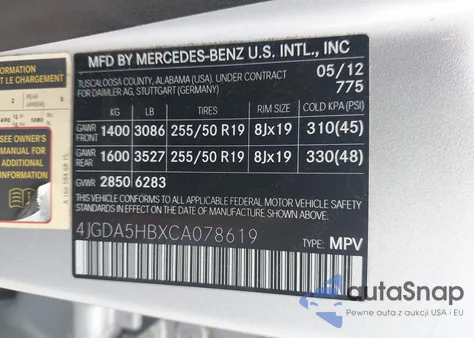 INFORMATION
ET LE CHARGEMENT
SEE OWNER'S
MANUAL FOR
ADDITIONAL
INFORMATION
MFD BY MERCEDES-BENZ U.S. INTL., INC
TUSCALOOSA COUNTY, ALABAMA (USA). UNDER CONTRACT
FOR DAIMLER AG, STUTTGART (GERMANY)
05/12
775
KG LB TIRES RIM SIZE COLD KPA (PSI)
GAWR FRONT 1400 3086 255/50 R19 8Jx19 310(45)
GAWR REAR 1600 3527 255/50 R19 8Jx19 330(48)
GVWR 2850 6283
THIS VEHICLE CONFORMS TO ALL APPLICABLE FEDERAL MOTOR VEHICLE SAFETY
STANDARDS IN EFFECT ON THE DATE OF MANUFACTURE SHOWN ABOVE.
4JGDA5HBXCA078619
TYPE: MPV
autoSnap
Pewne auta z aukcji USA i EU